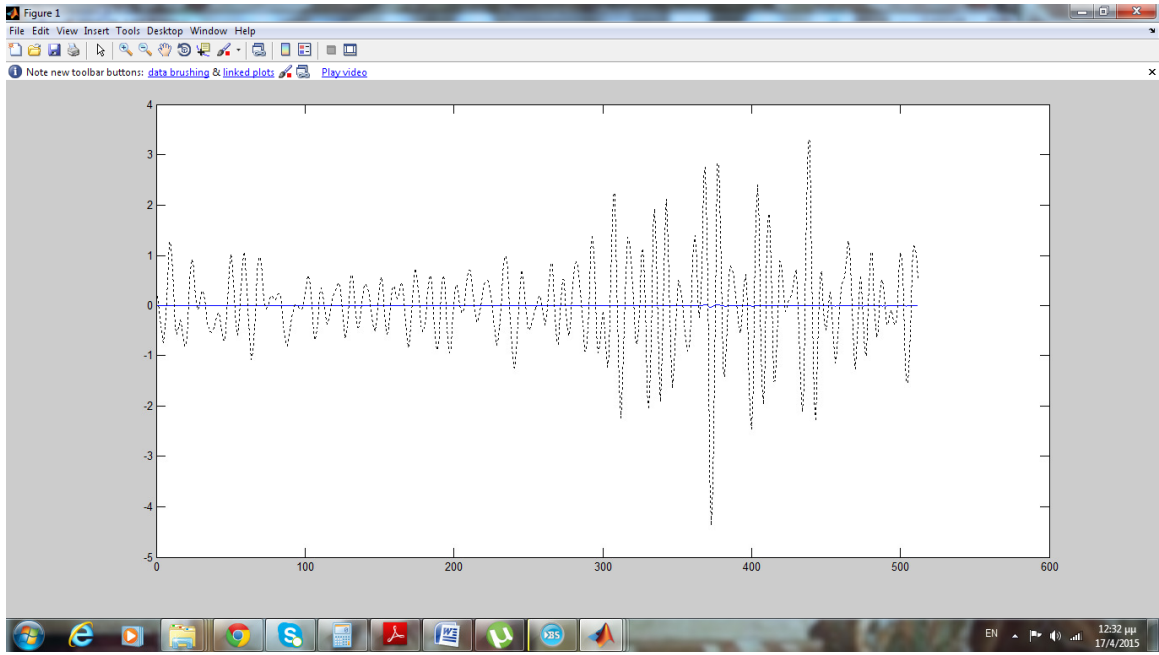 Figure 1
File Edit View Insert Tools Desktop Window Help
Note new toolbar buttons: data brushing & linked plots Play video
4
3
2
1
0
-1
-2
-3
-4
-5
0 100 200 300 400 500 600
EN 12:32 μμ
17/4/2015